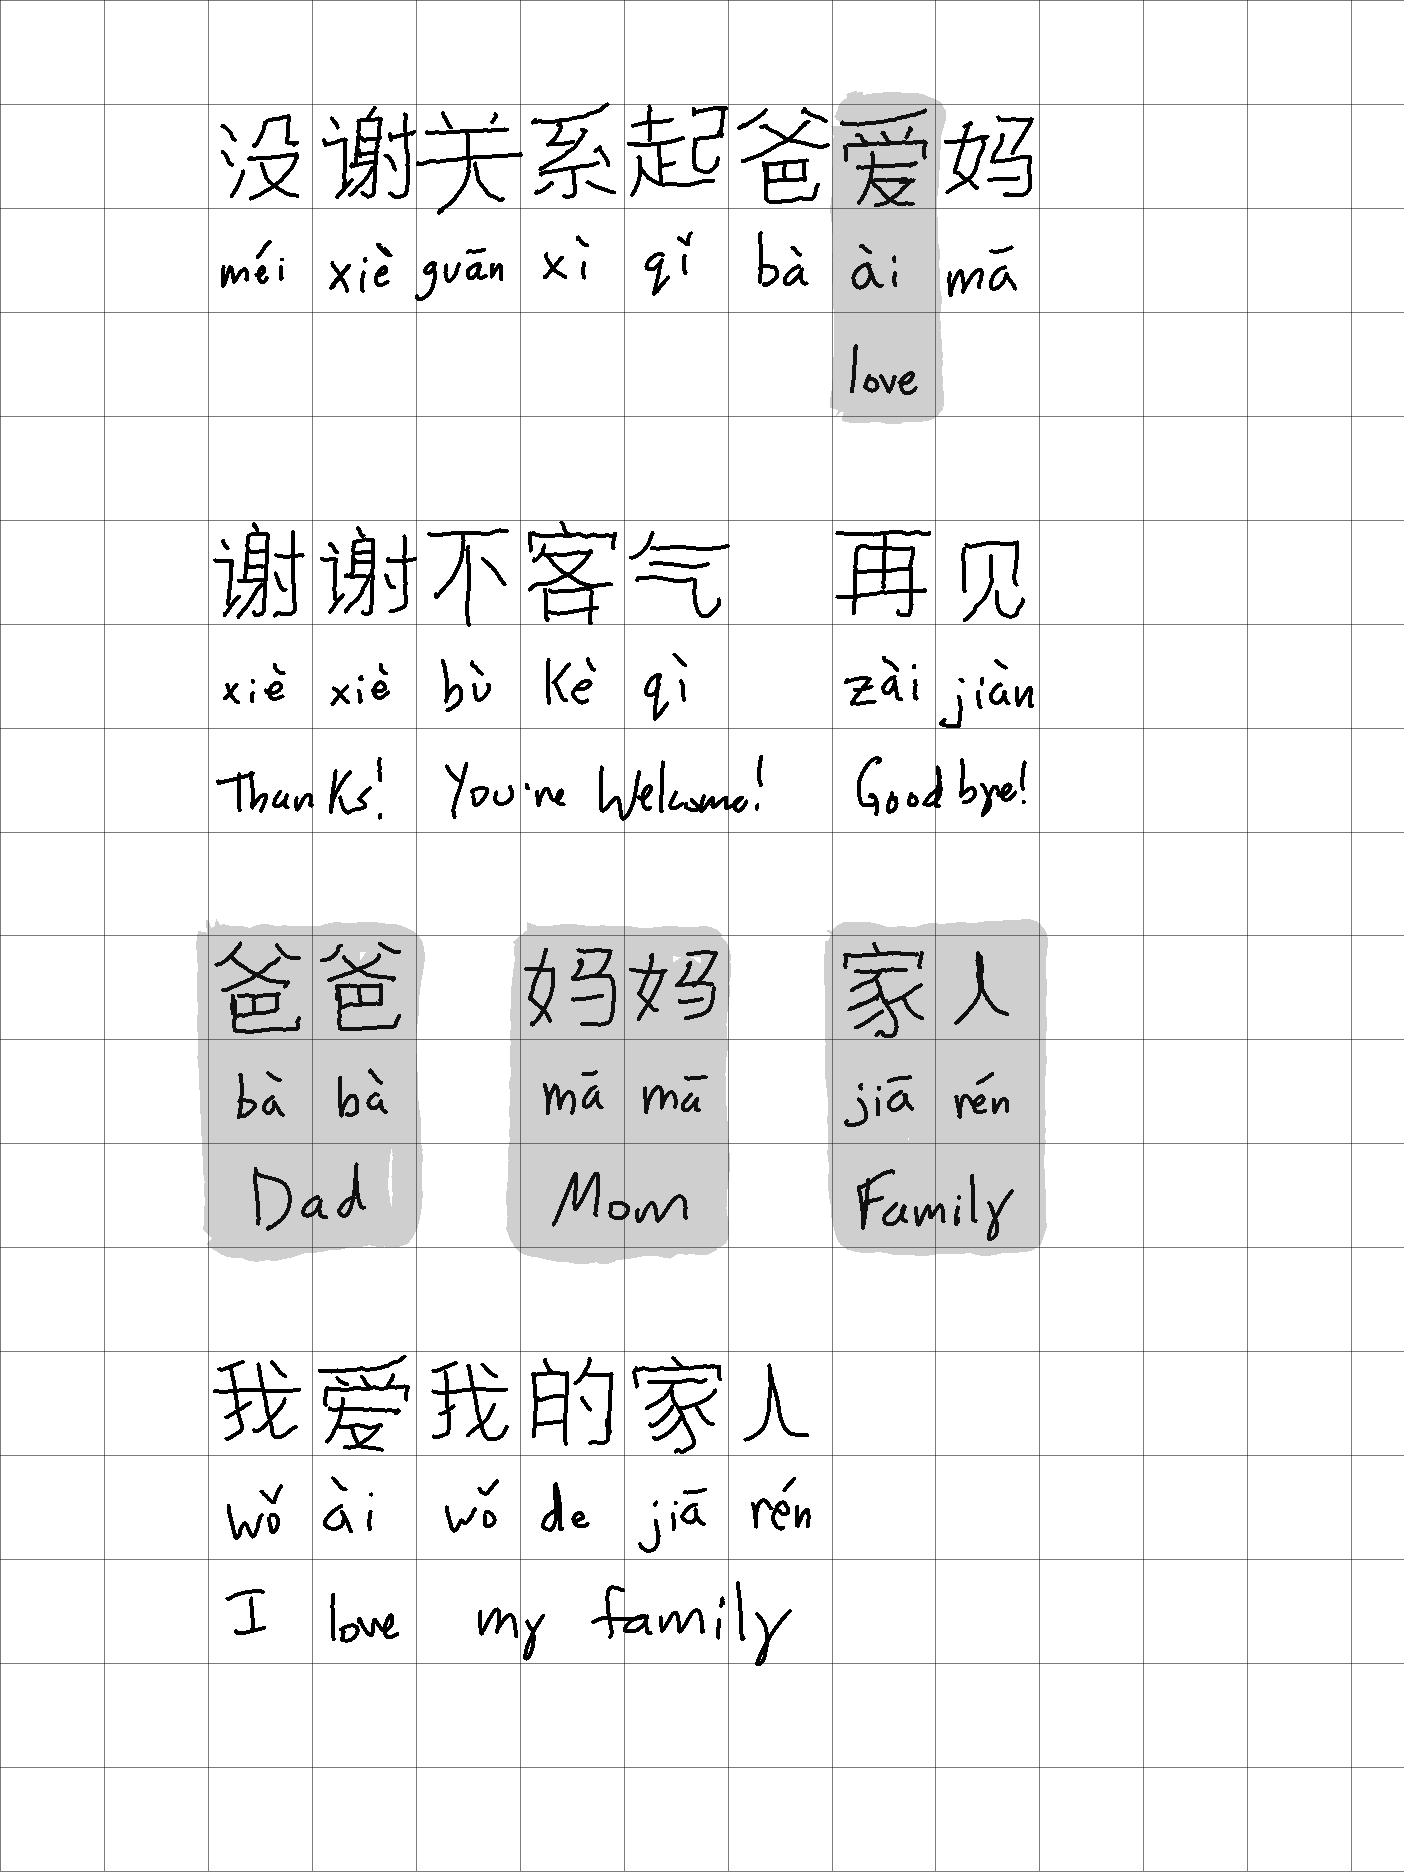 没谢关系起爸爱妈
méi xiè guān xì qǐ bà ài mā
love
谢谢不客气 再见
xiè xiè bù kè qì zài jiàn
Thanks! You're Welcome! Goodbye!
爸爸 妈妈 家人
bà bà mā mā jiā rén
Dad Mom Family
我爱我的家人
wǒ ài wǒ de jiā rén
I love my family